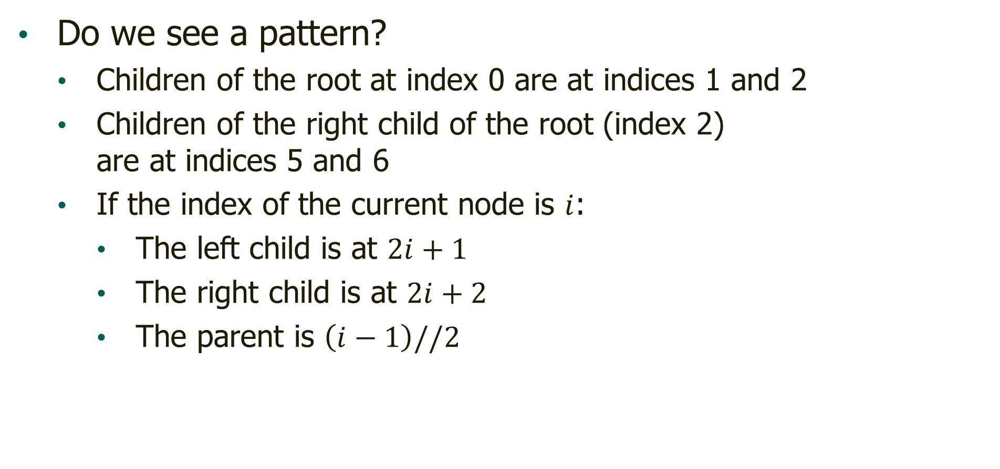 • Do we see a pattern?
• Children of the root at index 0 are at indices 1 and 2
• Children of the right child of the root (index 2)
are at indices 5 and 6
• If the index of the current node is 𝑖:
• The left child is at 2𝑖 + 1
• The right child is at 2𝑖 + 2
• The parent is (𝑖 − 1)//2